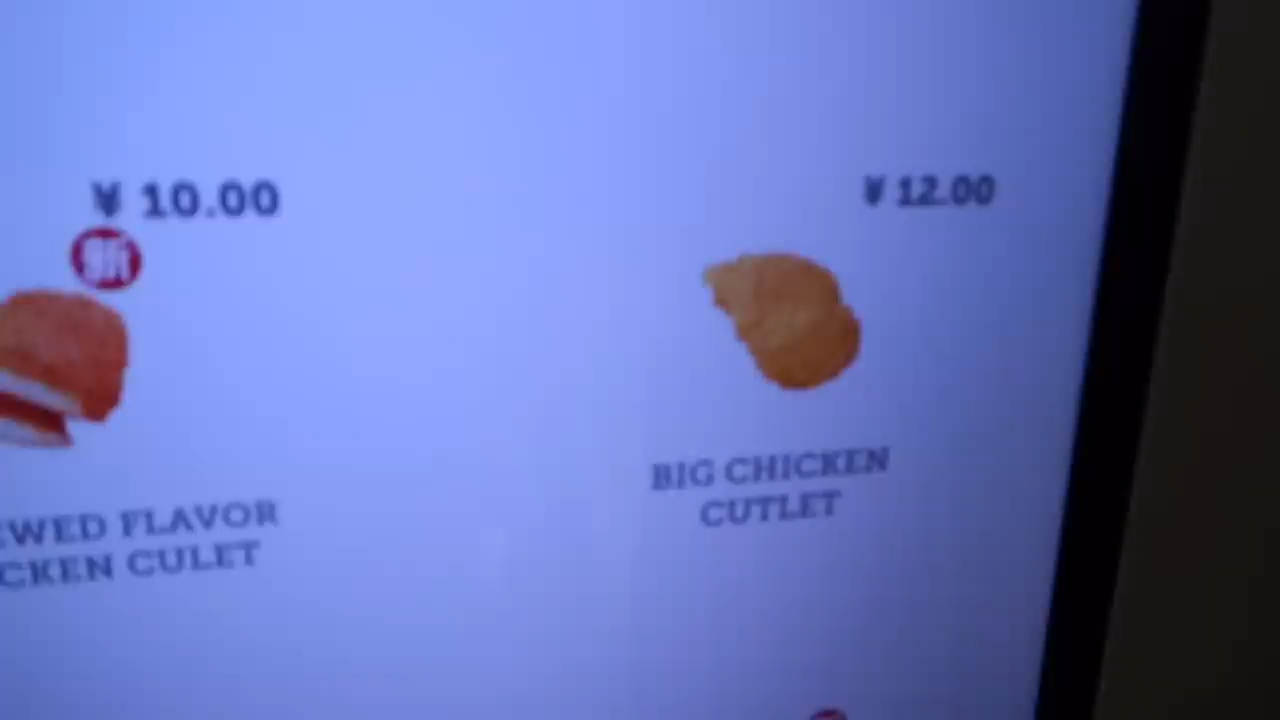 ¥ 10.00
¥ 12.00
EWED FLAVOR
CKEN CULET
BIG CHICKEN
CUTLET